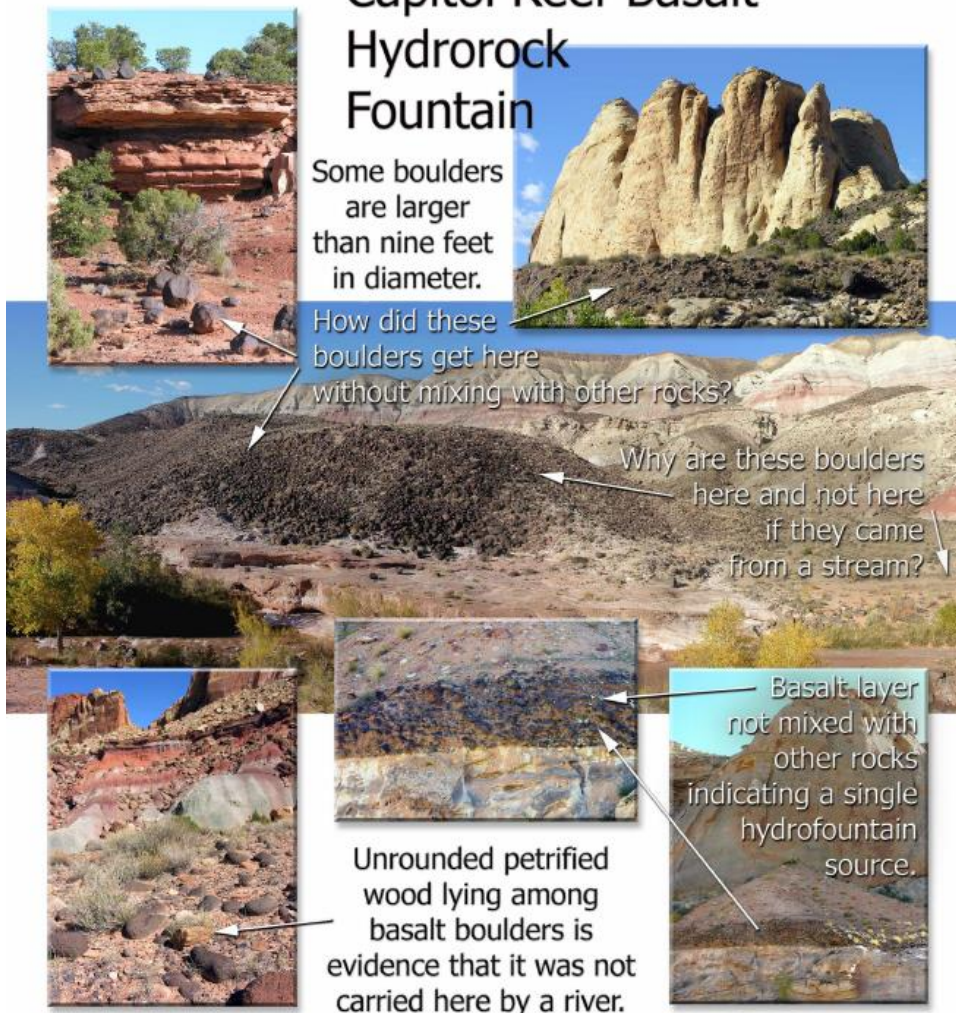 Capitol Reef Basalt
Hydrorock
Fountain
Some boulders
are larger
than nine feet
in diameter.
How did these
boulders get here
without mixing with other rocks?
Why are these boulders
here and not here
if they came
from a stream?
Basalt layer
not mixed with
other rocks
indicating a single
hydrofountain
source.
Unrounded petrified
wood lying among
basalt boulders is
evidence that it was not
carried here by a river.